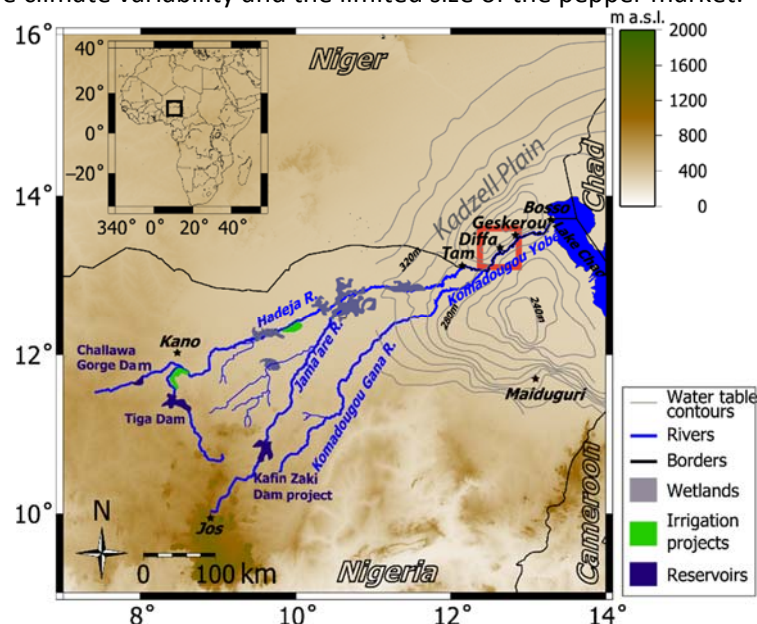 e climate variability and the limited size of the pepper market.
m a.s.l.
16°
14°
12°
10°
8°
10°
12°
14°
40°
20°
0°
−20°
340°
0°
20°
40°
2000
1600
1200
800
400
0
Niger
Chad
Kadzell Plain
Bosso
Geskerou
Diffa
Tam
Lake Chad
Komadougou Yobe
320m
280m
240m
Hadeja R.
Jama'are R.
Komadougou Gana R.
Kano
Challawa
Gorge Dam
Tiga Dam
Maiduguri
Kafin Zaki
Dam project
Jos
Nigeria
Cameroon
N
0 100 km
Water table
contours
Rivers
Borders
Wetlands
Irrigation
projects
Reservoirs